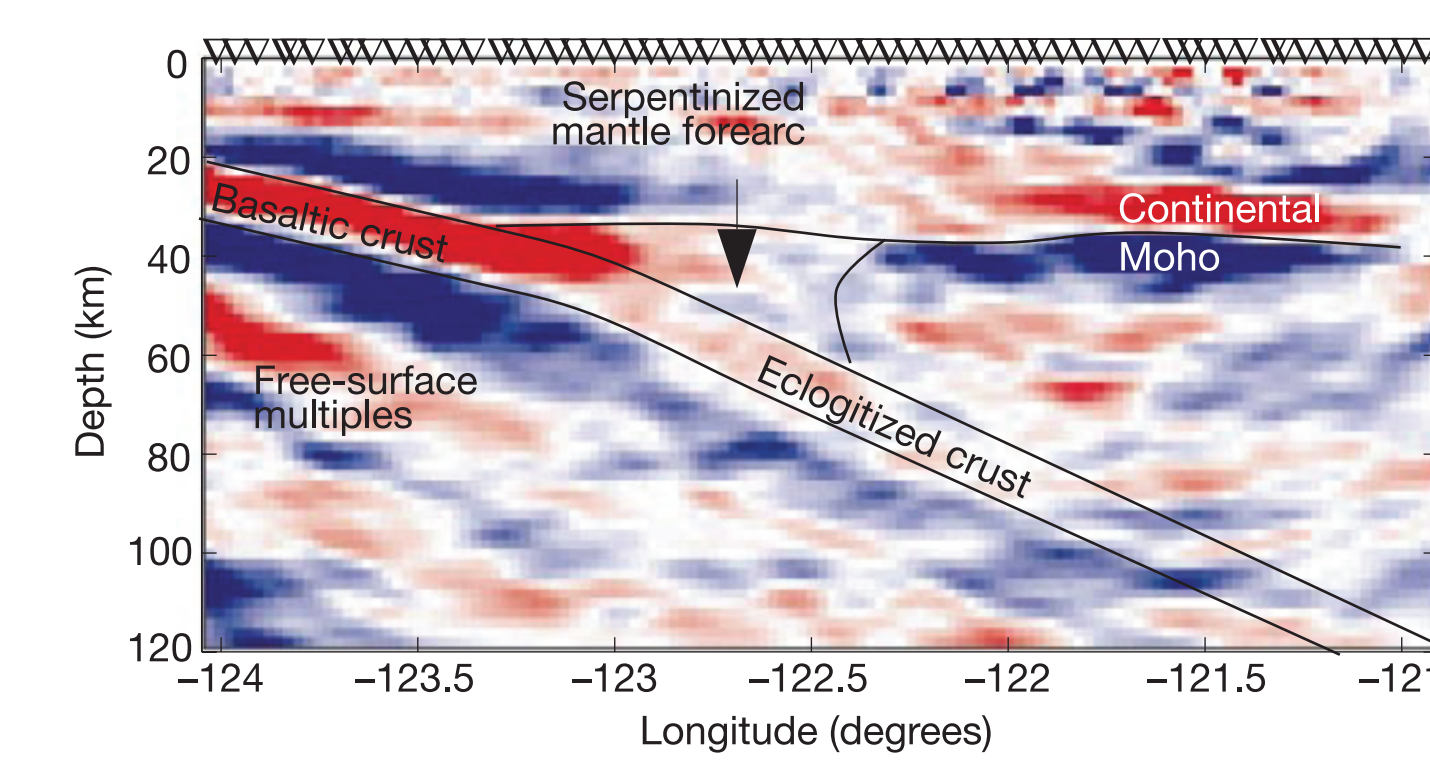 Serpentinized
mantle forearc
Basaltic crust
Continental
Moho
Free-surface
multiples
Eclogitized crust
Depth (km)
0
20
40
60
80
100
120
−124
−123.5
−123
−122.5
−122
−121.5
−121
Longitude (degrees)